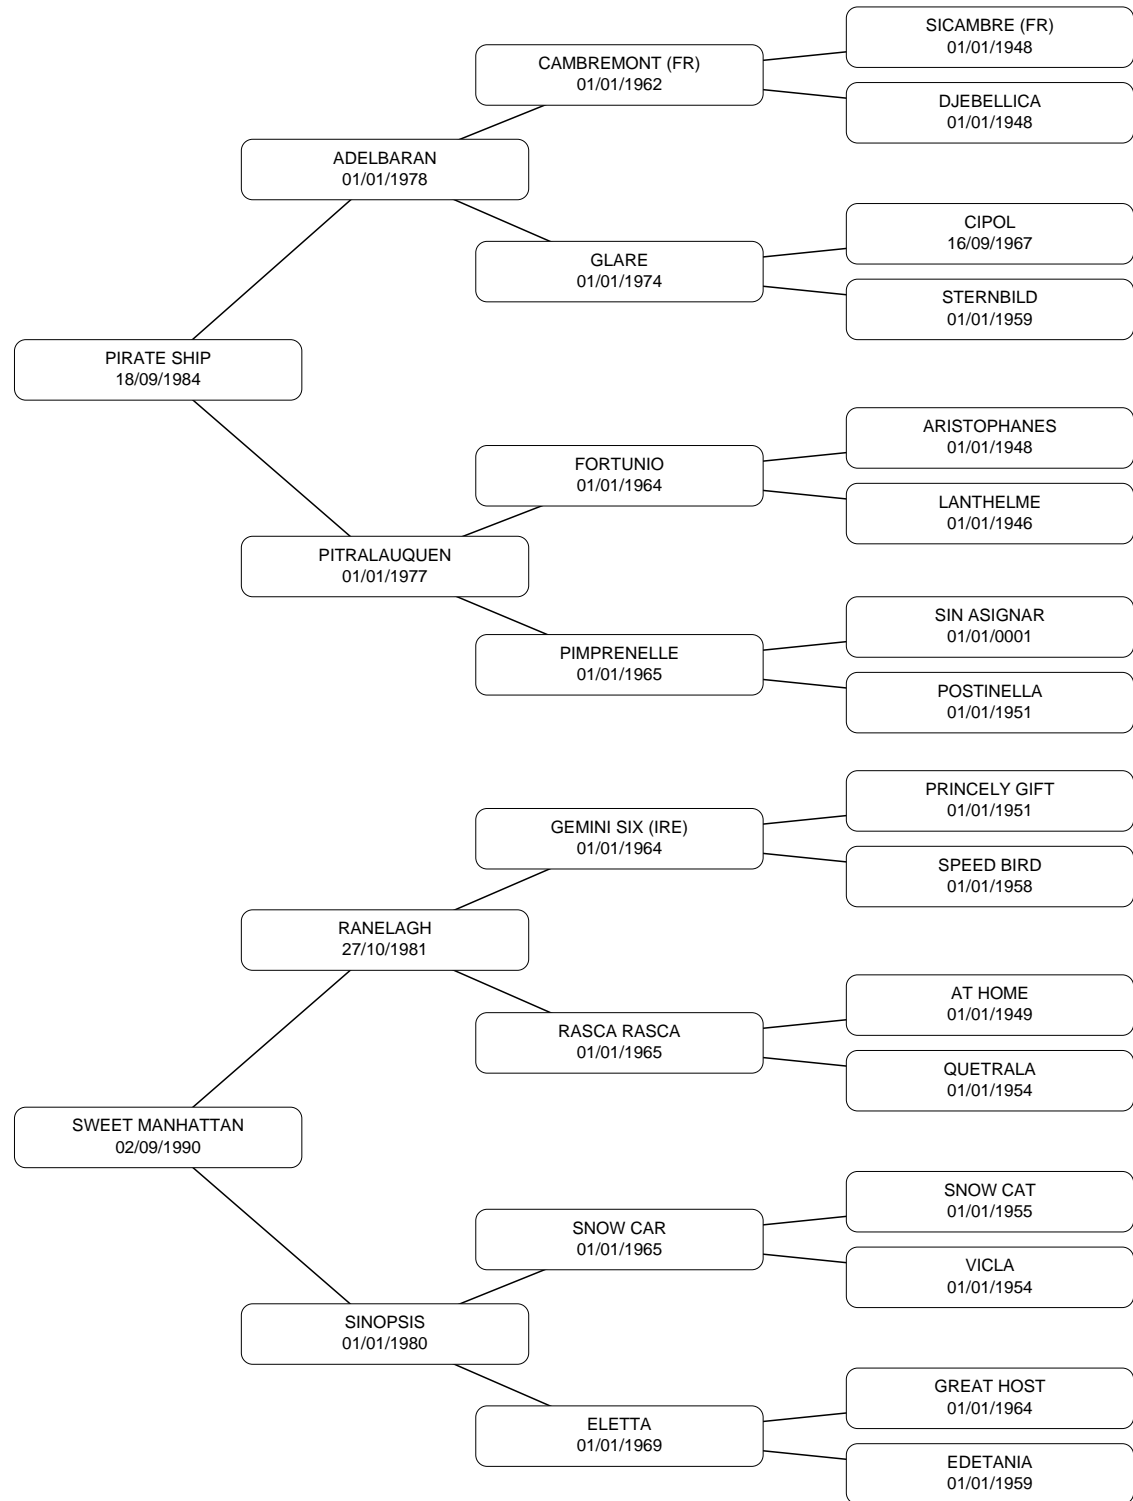 SICAMBRE (FR)
01/01/1948
CAMBREMONT (FR)
01/01/1962
DJEBELLICA
01/01/1948
ADELBARAN
01/01/1978
CIPOL
16/09/1967
GLARE
01/01/1974
STERNBILD
01/01/1959
PIRATE SHIP
18/09/1984
ARISTOPHANES
01/01/1948
FORTUNIO
01/01/1964
LANTHELME
01/01/1946
PITRALAUQUEN
01/01/1977
SIN ASIGNAR
01/01/0001
PIMPRENELLE
01/01/1965
POSTINELLA
01/01/1951
PRINCELY GIFT
01/01/1951
GEMINI SIX (IRE)
01/01/1964
SPEED BIRD
01/01/1958
RANELAGH
27/10/1981
AT HOME
01/01/1949
RASCA RASCA
01/01/1965
QUETRALA
01/01/1954
SWEET MANHATTAN
02/09/1990
SNOW CAT
01/01/1955
SNOW CAR
01/01/1965
VICLA
01/01/1954
SINOPSIS
01/01/1980
GREAT HOST
01/01/1964
ELETTA
01/01/1969
EDETANIA
01/01/1959